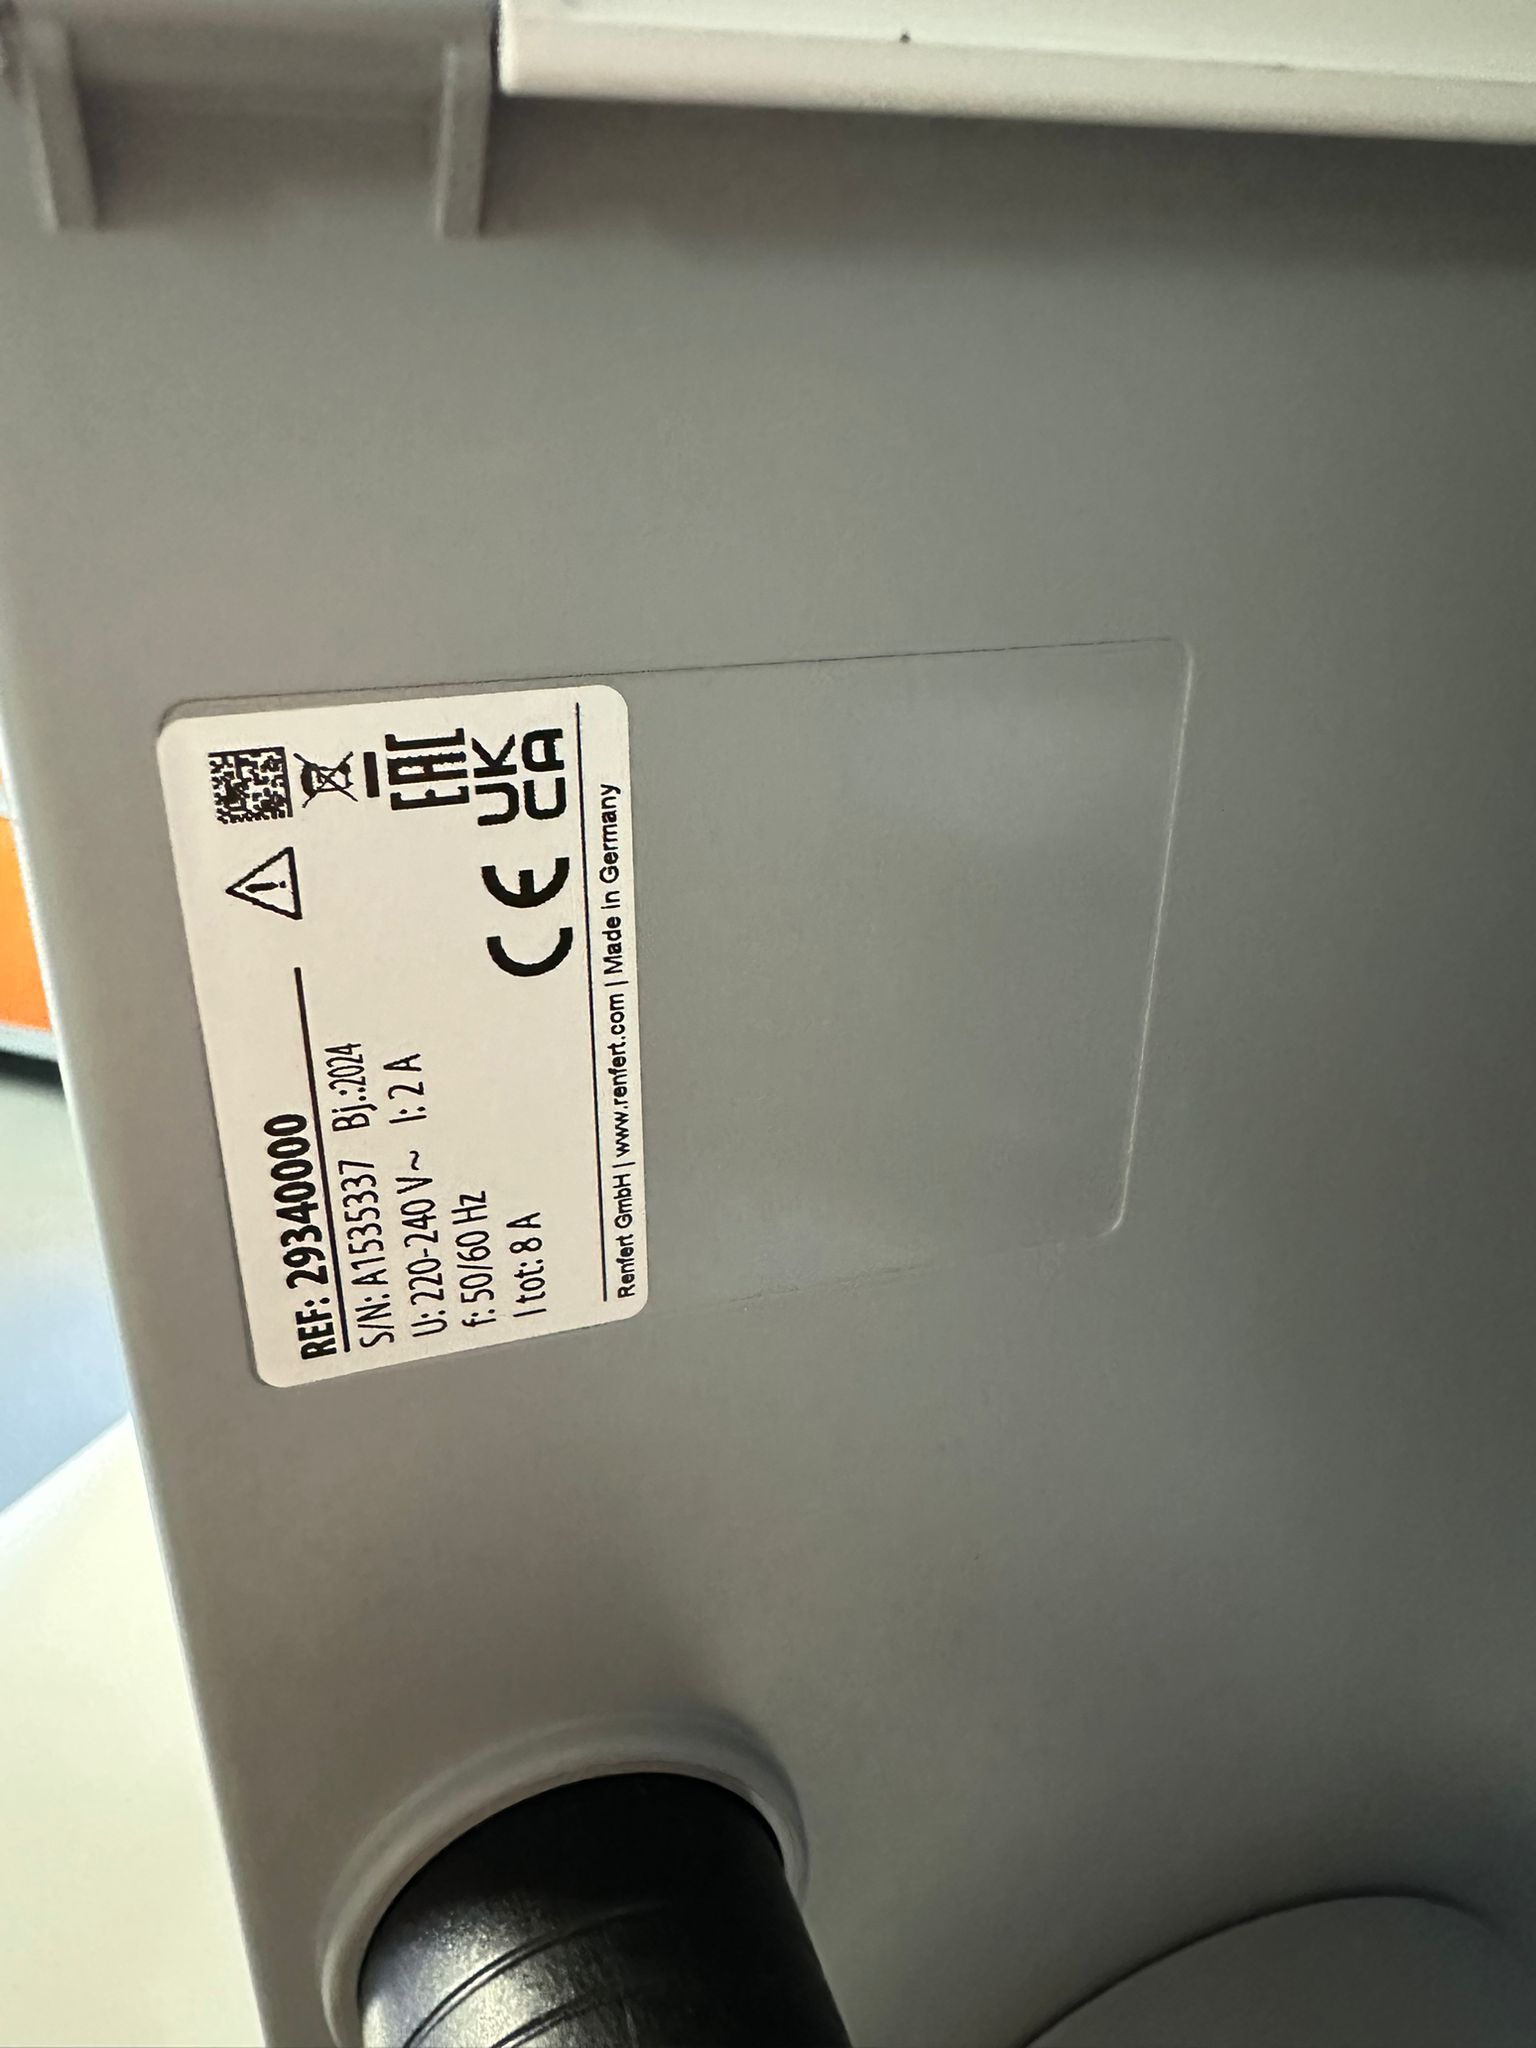 REF: 29340000
S/N: A1535337 Bj.:2024
U: 220-240 V~ I: 2 A
f: 50/60 Hz
I tot: 8 A
EAC
CE
UK
CA
Renfert GmbH | www.renfert.com | Made in Germany